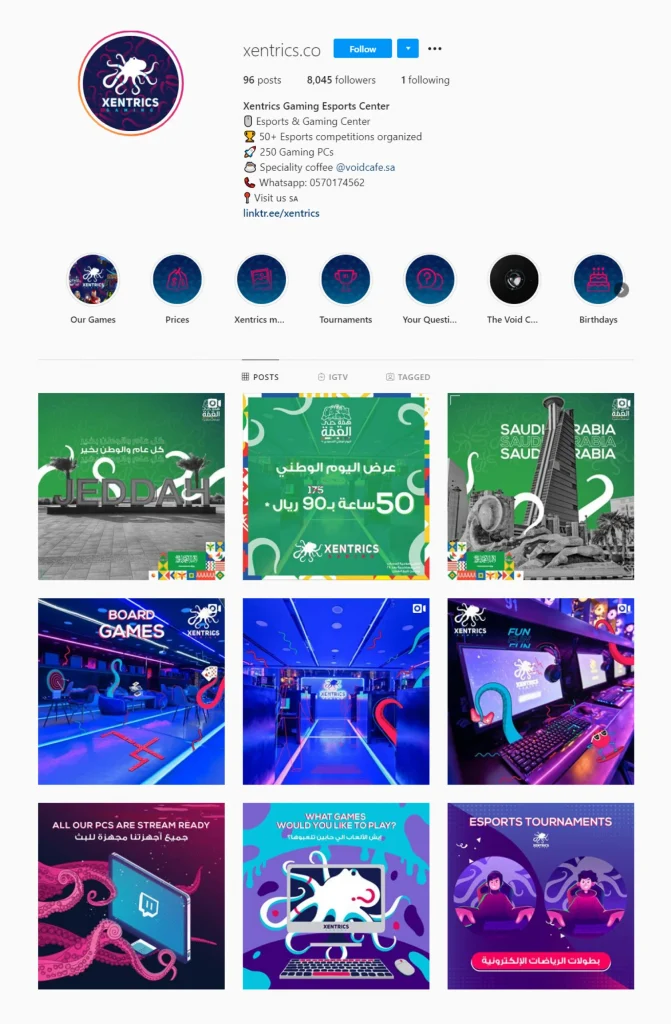 XENTRICS
GAMING
xentrics.co
Follow
96 posts
8,045 followers
1 following
Xentrics Gaming Esports Center
Esports & Gaming Center
50+ Esports competitions organized
250 Gaming PCs
Speciality coffee @voidcafe.sa
Whatsapp: 0570174562
Visit us SA
linktr.ee/xentrics
XENTRICS
Our Games
Prices
Xentrics m...
Tournaments
Your Questi...
The Void C...
Birthdays
POSTS
IGTV
TAGGED
كل عام والوطن بخير
كل عام والوطن بخير
JEDDAH
همة حتى
القمة
عرض اليوم الوطني
175
50 ساعة بـ90 ريال
XENTRICS
SAUDI ARABIA
SAUDI ARABIA
SAUDI ARABIA
BOARD
GAMES
XENTRICS
XENTRICS
XENTRICS
FUN
FUN
ALL OUR PCS ARE STREAM READY
جميع أجهزتنا مجهزة للبث
WHAT GAMES
WOULD YOU LIKE TO PLAY?
إيش الألعاب الي حابين تلعبوها؟
XENTRICS
ESPORTS TOURNAMENTS
XENTRICS
بطولات الرياضات الإلكترونية